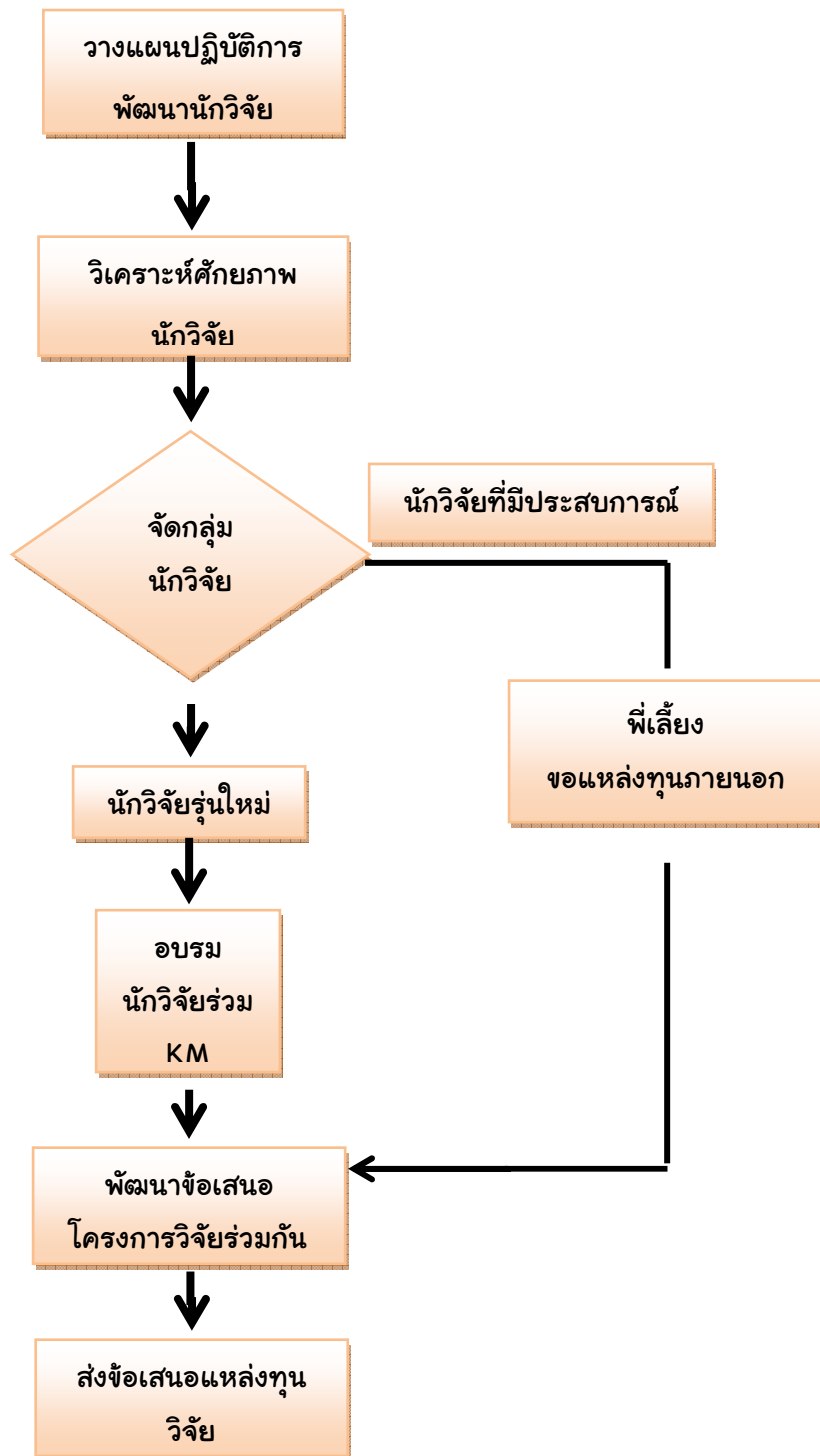 วางแผนปฏิบัติการ
พัฒนานักวิจัย
วิเคราะห์ศักยภาพ
นักวิจัย
จัดกลุ่ม
นักวิจัย
นักวิจัยที่มีประสบการณ์
พี่เลี้ยง
ขอแหล่งทุนภายนอก
นักวิจัยรุ่นใหม่
อบรม
นักวิจัยร่วม
KM
พัฒนาข้อเสนอ
โครงการวิจัยร่วมกัน
ส่งข้อเสนอแหล่งทุน
วิจัย